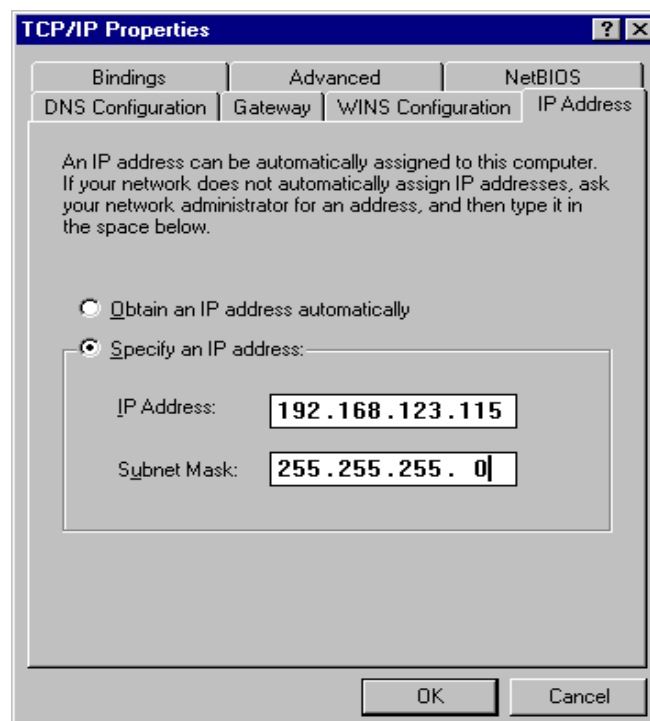 TCP/IP Properties
? X
Bindings Advanced NetBIOS
DNS Configuration Gateway WINS Configuration IP Address
An IP address can be automatically assigned to this computer.
If your network does not automatically assign IP addresses, ask
your network administrator for an address, and then type it in
the space below.
Obtain an IP address automatically
Specify an IP address:
IP Address: 192.168.123.115
Subnet Mask: 255.255.255. 0
OK Cancel